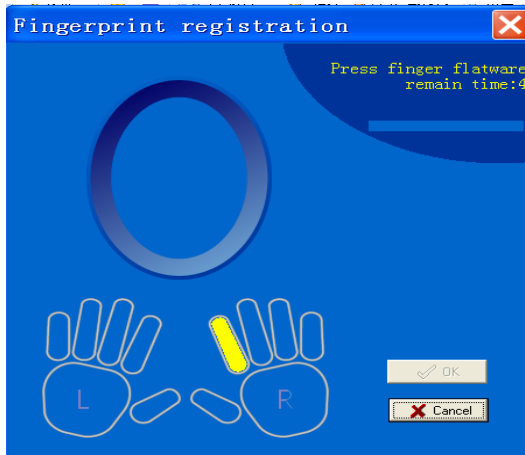 Fingerprint registration
Press finger flatware
remain time:4
L
R
OK
Cancel